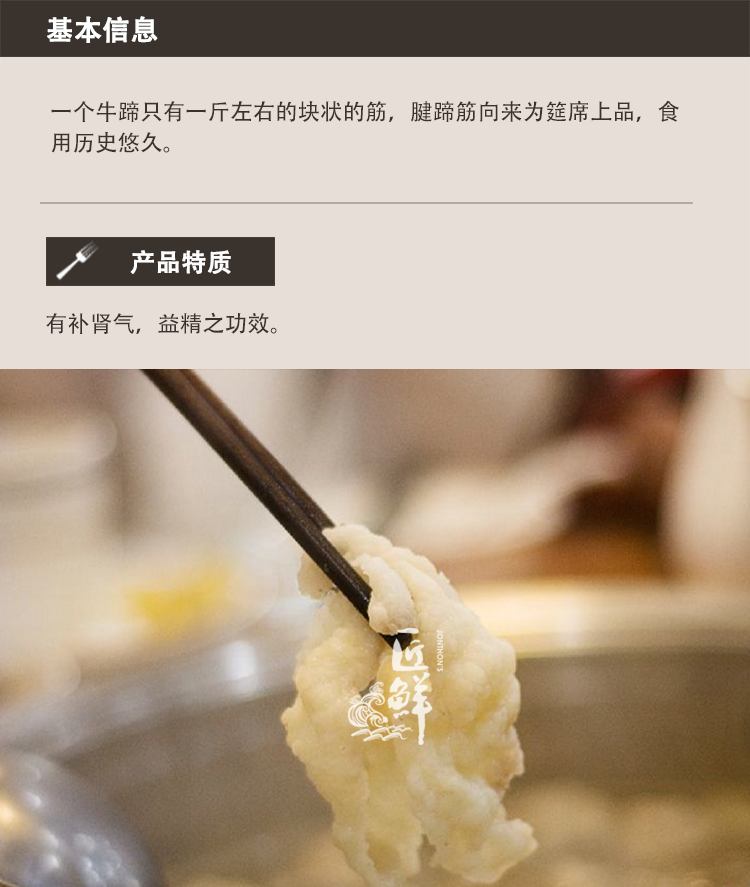 基本信息
一个牛蹄只有一斤左右的块状的筋，腱蹄筋向来为筵席上品，食
用历史悠久。
产品特质
有补肾气，益精之功效。
匠鮮